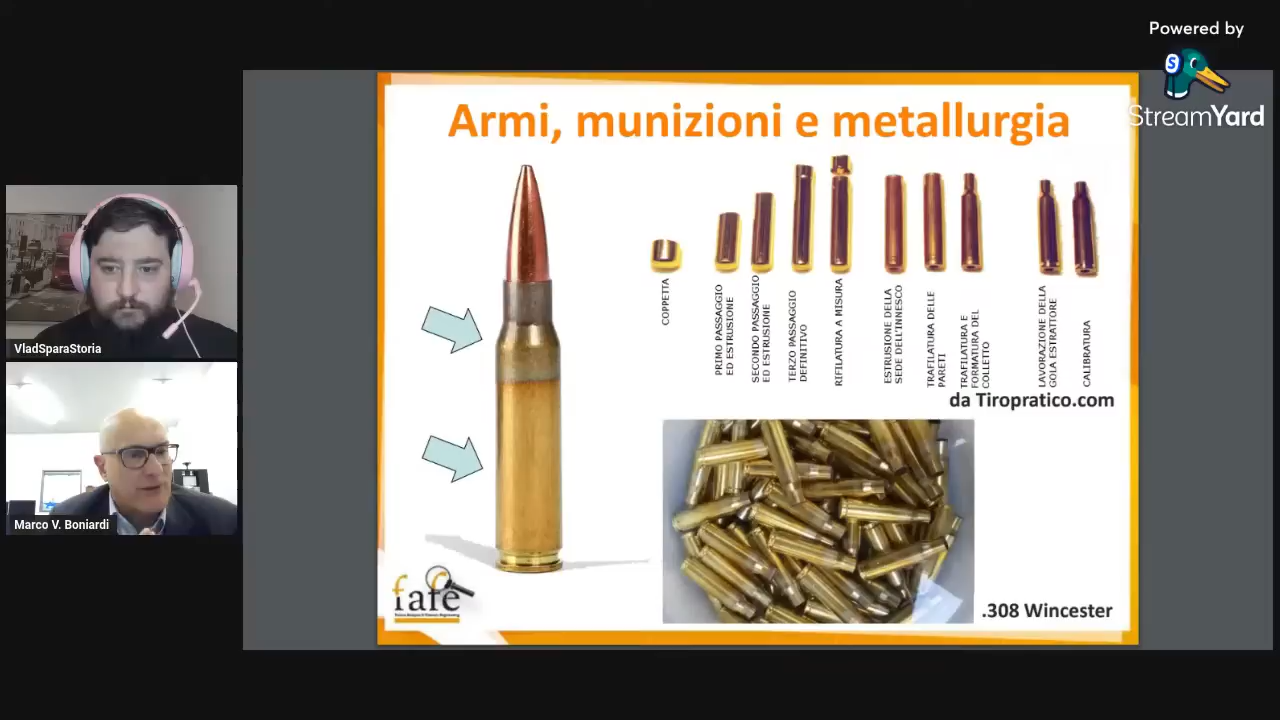 Powered by
StreamYard
Armi, munizioni e metallurgia
COPPETTA
PRIMO PASSAGGIO
ED ESTRUSIONE
SECONDO PASSAGGIO
ED ESTRUSIONE
TERZO PASSAGGIO
DEFINITIVO
RIFILATURA A MISURA
ESTRUSIONE DELLA
SEDE DELL'INNESCO
TRAFILATURA DELLE
PARETI
TRAFILATURA E
FORMATURA DEL
COLLETTO
LAVORAZIONE DELLA
GOLA ESTRATTORE
CALIBRATURA
da Tiropratico.com
VladSparaStoria
Marco V. Boniardi
fafe
.308 Wincester